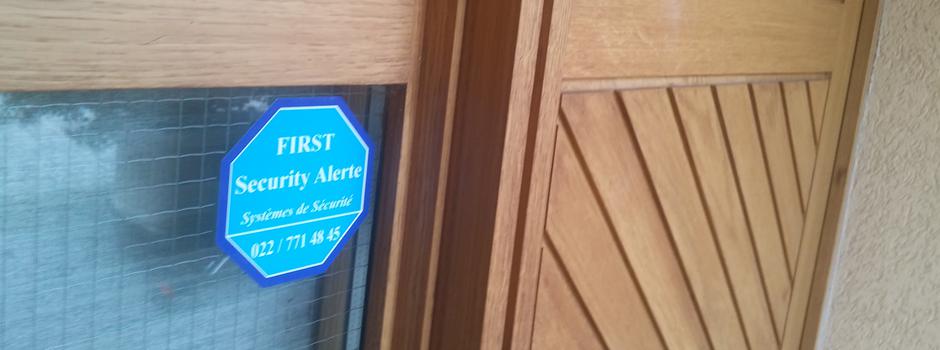 FIRST
Security Alerte
Systèmes de Sécurité
022 / 771 48 45